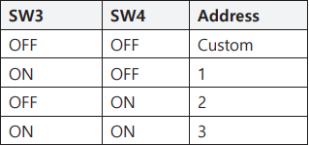 SW3 SW4 Address
OFF OFF Custom
ON OFF 1
OFF ON 2
ON ON 3